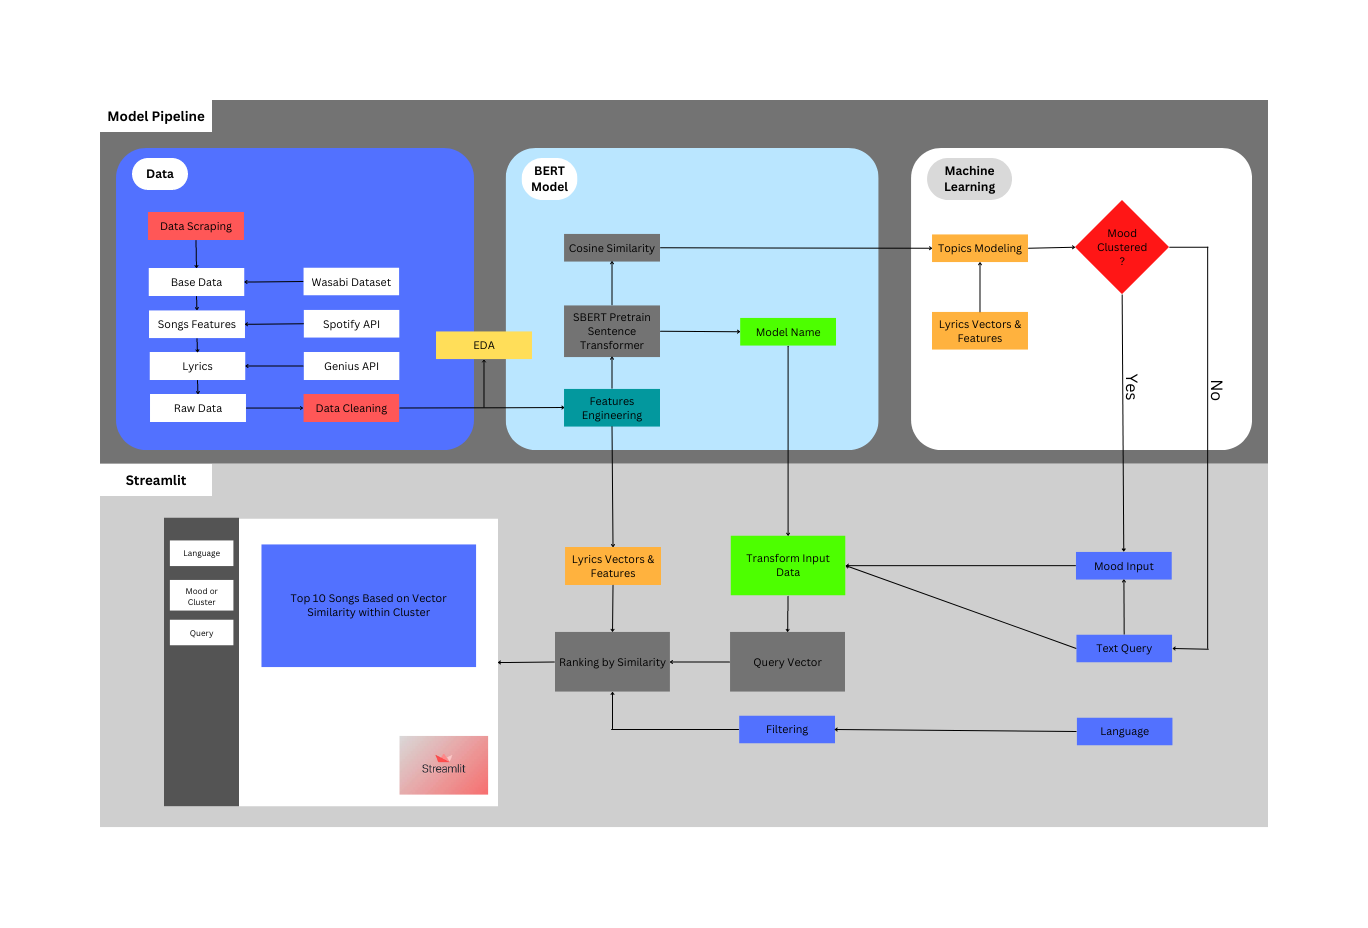 Model Pipeline
Data
Data Scraping
Base Data
Wasabi Dataset
Songs Features
Spotify API
Lyrics
Genius API
Raw Data
Data Cleaning
EDA
BERT
Model
Cosine Similarity
SBERT Pretrain
Sentence
Transformer
Model Name
Features
Engineering
Machine
Learning
Topics Modeling
Mood
Clustered
?
Lyrics Vectors &
Features
Yes
No
Streamlit
Language
Mood or
Cluster
Query
Top 10 Songs Based on Vector
Similarity within Cluster
Streamlit
Lyrics Vectors &
Features
Transform Input
Data
Mood Input
Ranking by Similarity
Query Vector
Text Query
Filtering
Language